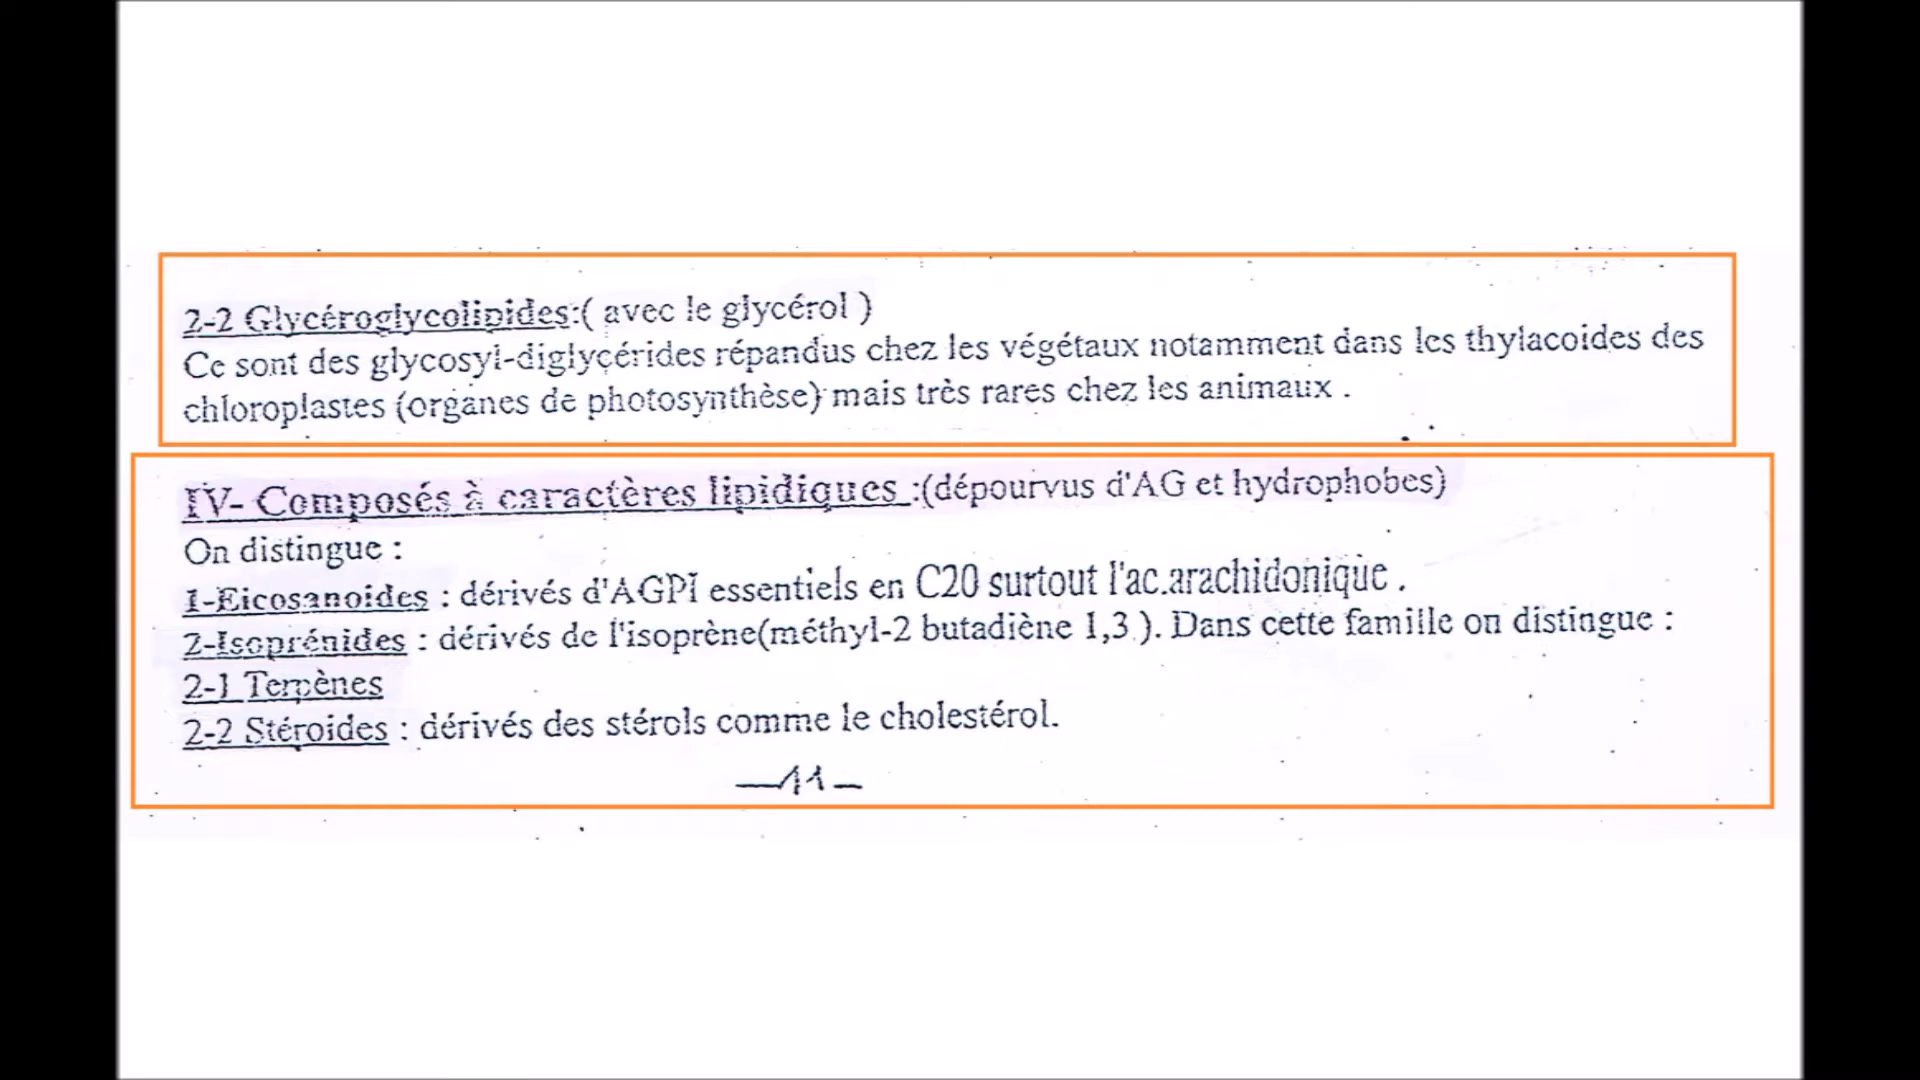 2-2 Glycéroglycolipides:( avec le glycérol )
Ce sont des glycosyl-diglycérides répandus chez les végétaux notamment dans les thylacoides des
chloroplastes (organes de photosynthèse) mais très rares chez les animaux .
IV- Composés à caractères lipidiques :(dépourvus d'AG et hydrophobes)
On distingue :
1-Eicosanoides : dérivés d'AGPI essentiels en C20 surtout l'ac.arachidonique .
2-Isoprénides : dérivés de l'isoprène(méthyl-2 butadiène 1,3 ). Dans cette famille on distingue :
2-1 Terpènes
2-2 Stéroides : dérivés des stérols comme le cholestérol.
—11—